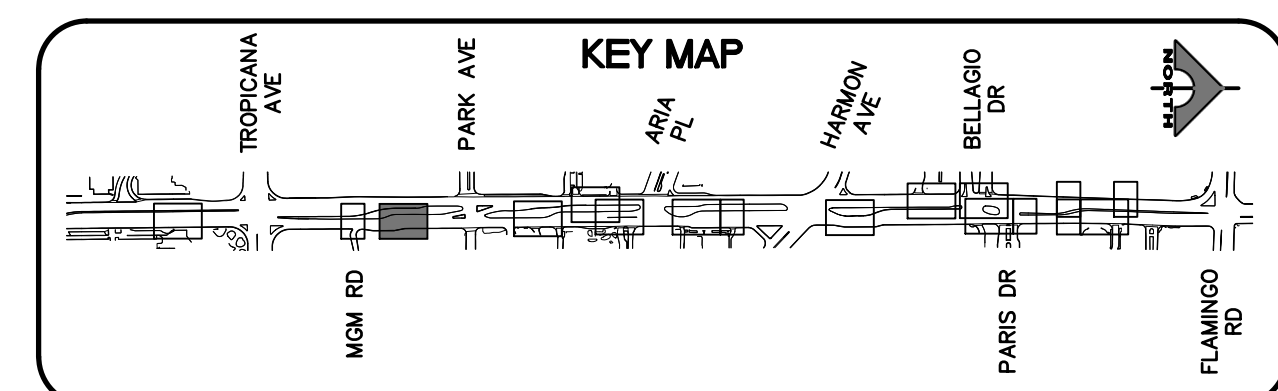 KEY MAP
TROPICANA
AVE
PARK AVE
ARIA
PL
HARMON
AVE
BELLAGIO
DR
NORTH
MGM RD
PARIS DR
FLAMINGO
RD